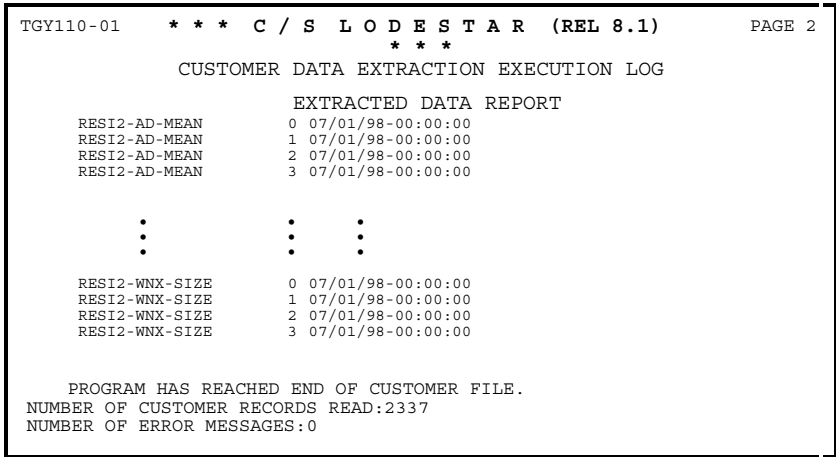 TGY110-01 * * * C / S L O D E S T A R (REL 8.1) PAGE 2
* * *
CUSTOMER DATA EXTRACTION EXECUTION LOG
EXTRACTED DATA REPORT
RESI2-AD-MEAN 0 07/01/98-00:00:00
RESI2-AD-MEAN 1 07/01/98-00:00:00
RESI2-AD-MEAN 2 07/01/98-00:00:00
RESI2-AD-MEAN 3 07/01/98-00:00:00
• • •
• • •
• • •
RESI2-WNX-SIZE 0 07/01/98-00:00:00
RESI2-WNX-SIZE 1 07/01/98-00:00:00
RESI2-WNX-SIZE 2 07/01/98-00:00:00
RESI2-WNX-SIZE 3 07/01/98-00:00:00
PROGRAM HAS REACHED END OF CUSTOMER FILE.
NUMBER OF CUSTOMER RECORDS READ:2337
NUMBER OF ERROR MESSAGES:0